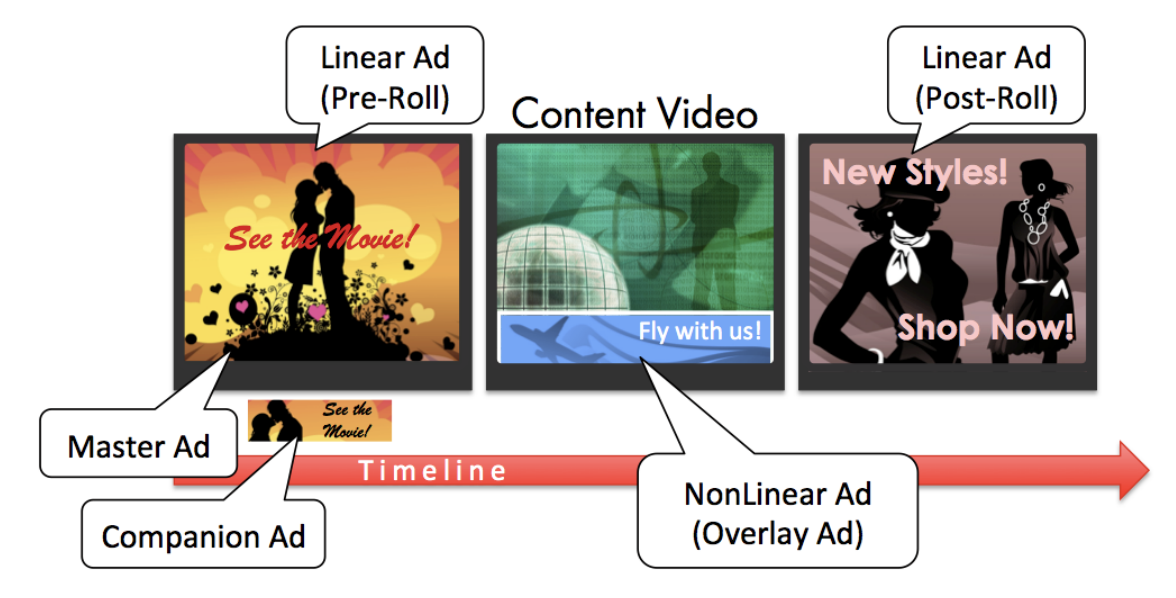 Linear Ad
(Pre-Roll)
Linear Ad
(Post-Roll)
Content Video
See the Movie!
New Styles!
Shop Now!
Fly with us!
Master Ad
See the
Movie!
Timeline
Companion Ad
NonLinear Ad
(Overlay Ad)